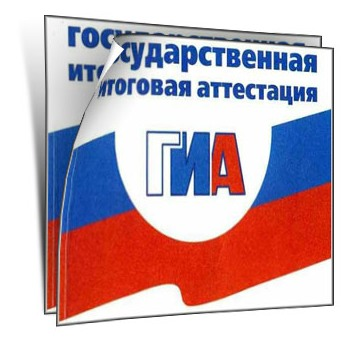 государственная
итоговая аттестация
ГИА